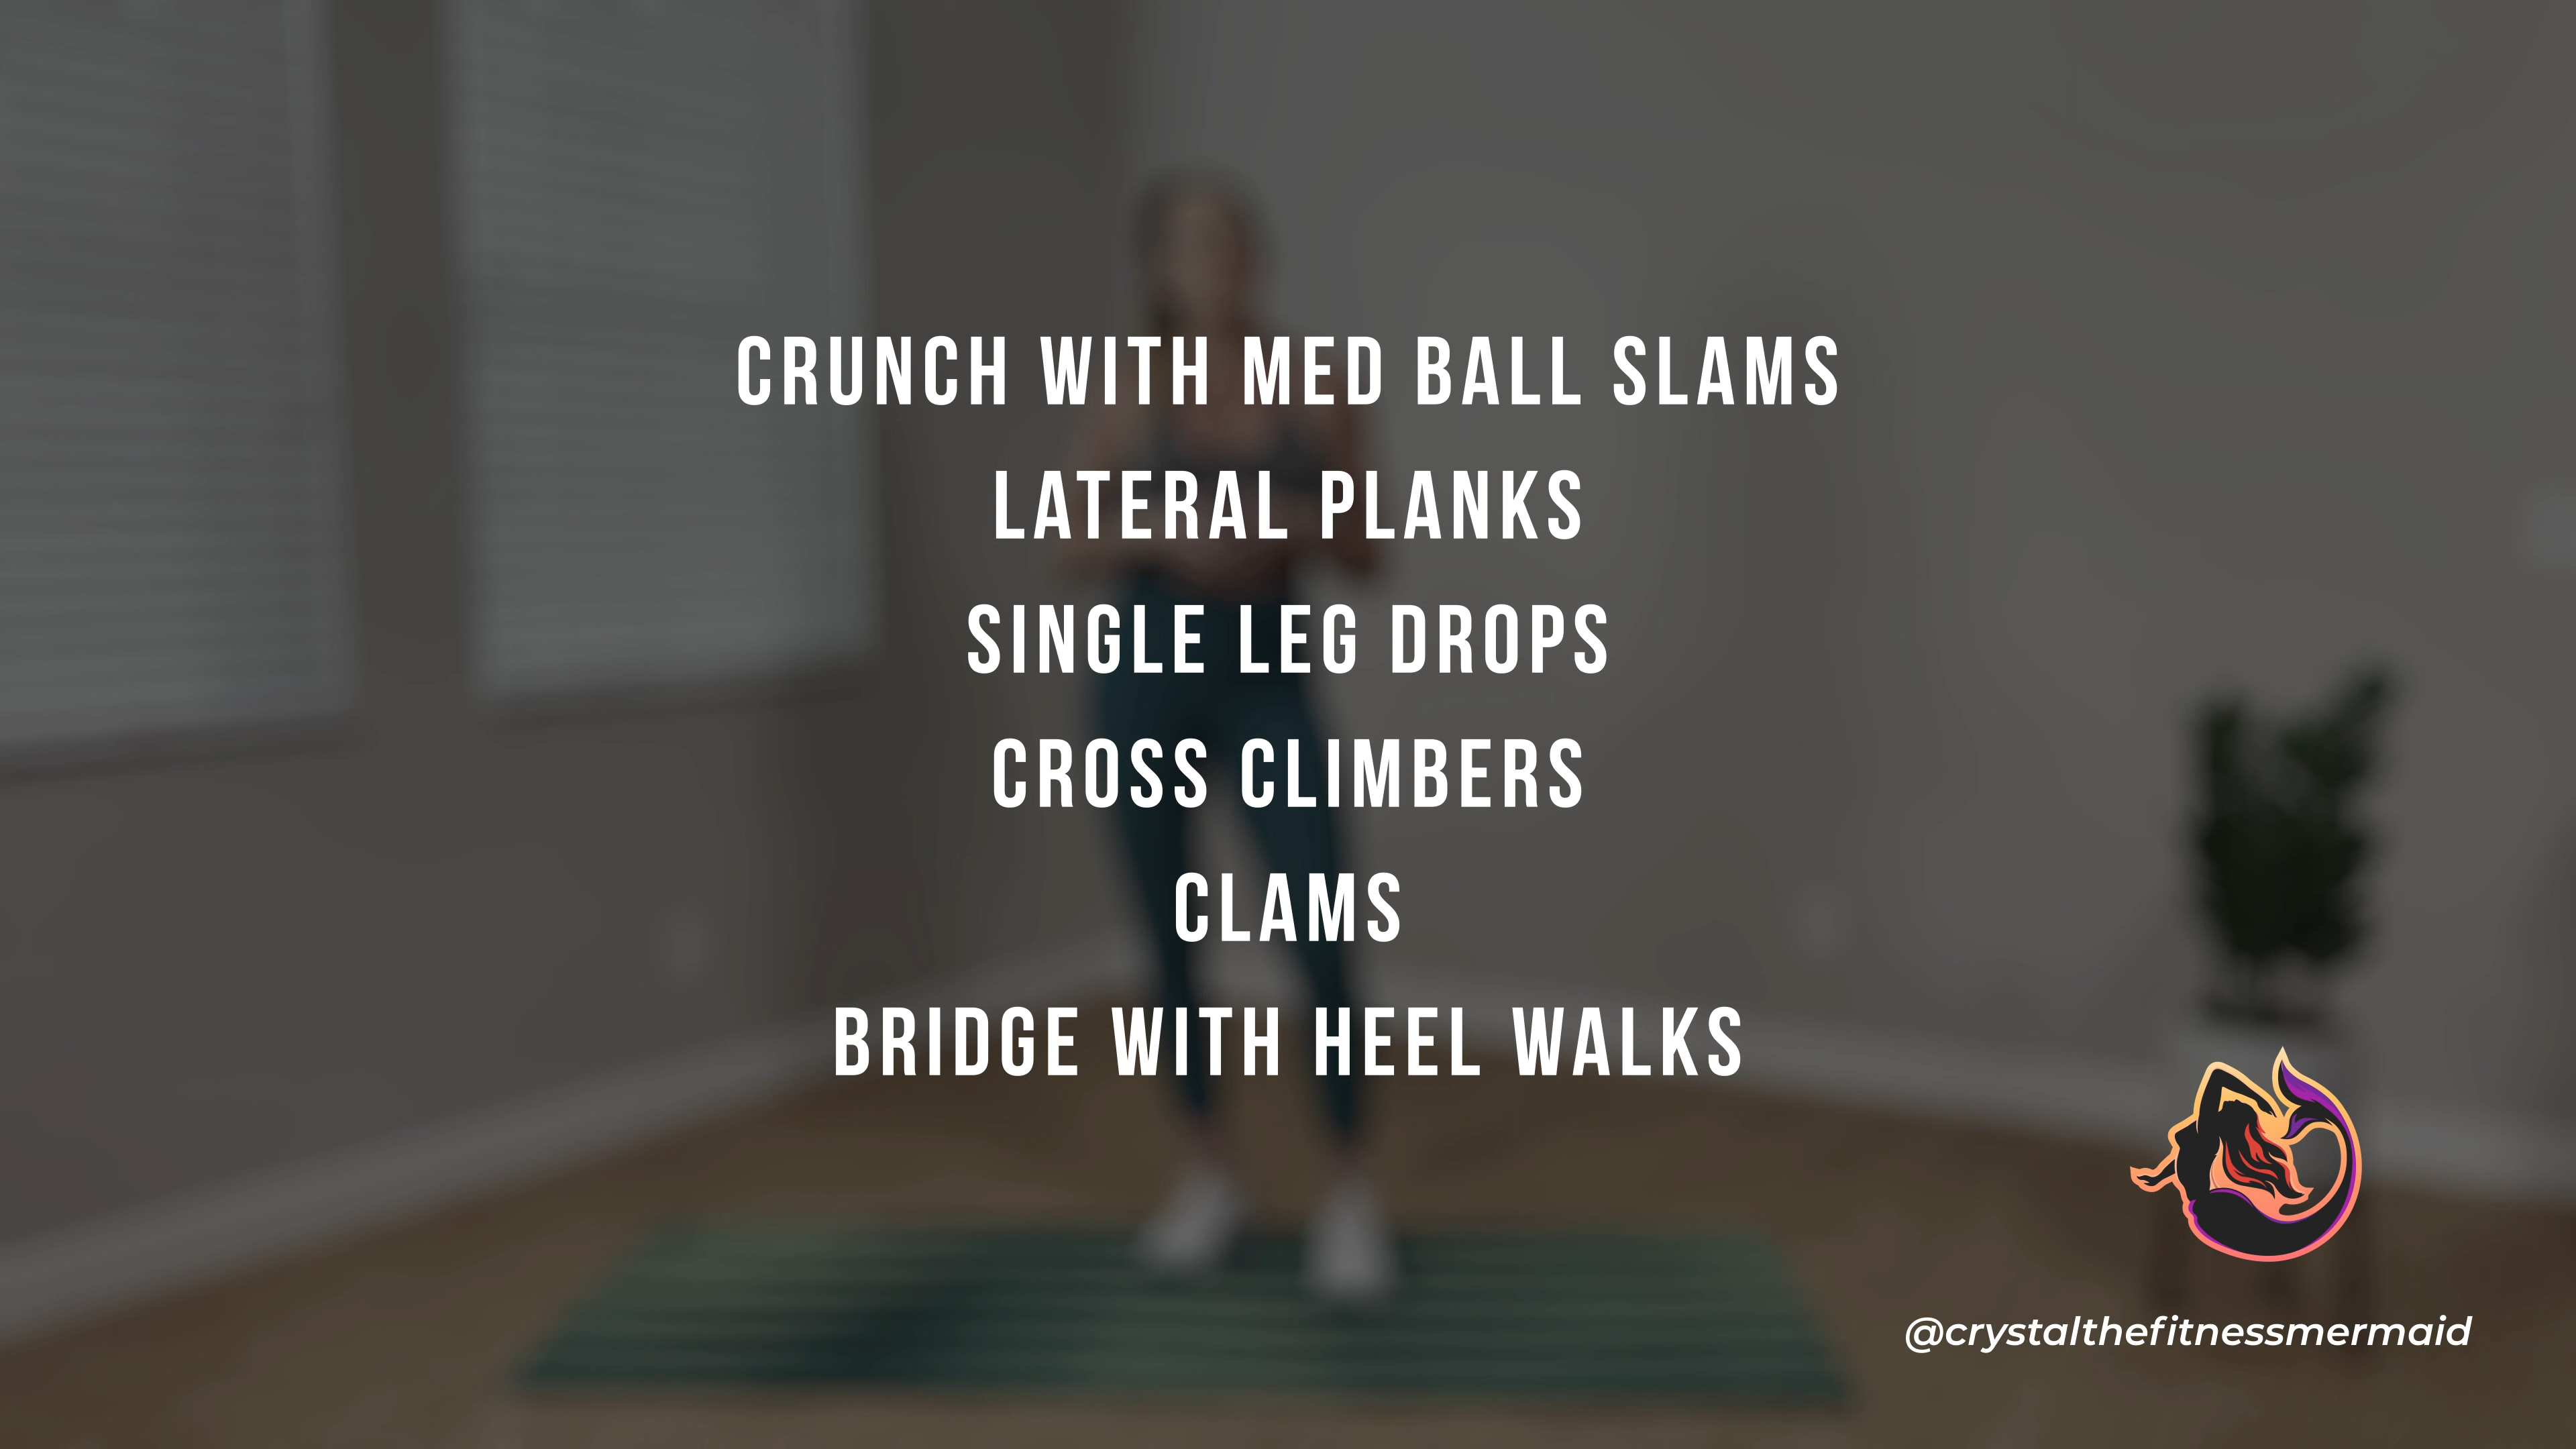 CRUNCH WITH MED BALL SLAMS
LATERAL PLANKS
SINGLE LEG DROPS
CROSS CLIMBERS
CLAMS
BRIDGE WITH HEEL WALKS
@crystalthefitnessmermaid